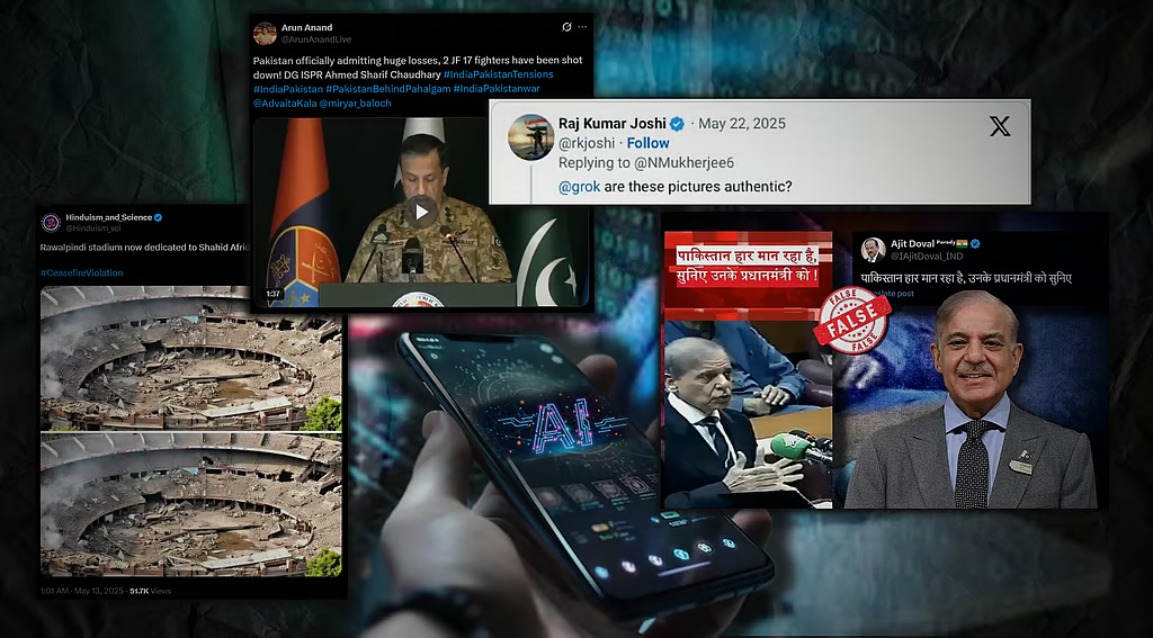 Arun Anand
@ArunAnandLive
Pakistan officially admitting huge losses, 2 JF 17 fighters have been shot
down! DG ISPR Ahmed Sharif Chaudhary #IndiaPakistanTensions
#IndiaPakistan #PakistanBehindPahalgam #IndiaPakistanwar
@AdvaitaKala @miryar_baloch
1:37
Raj Kumar Joshi · May 22, 2025
@rkjoshi · Follow
Replying to @NMukherjee6
@grok are these pictures authentic?
Hinduism_and_Science
@Hinduism_sci
Rawalpindi stadium now dedicated to Shahid Afrid
#CeasefireViolation
1:01 AM · May 13, 2025 · 51.7K Views
AI
पाकिस्तान हार मान रहा है,
सुनिए उनके प्रधानमंत्री को !
Ajit Doval Parody
@IAjitDoval_IND
पाकिस्तान हार मान रहा है, उनके प्रधानमंत्री को सुनिए
post
FALSE
FALSE
FALSE